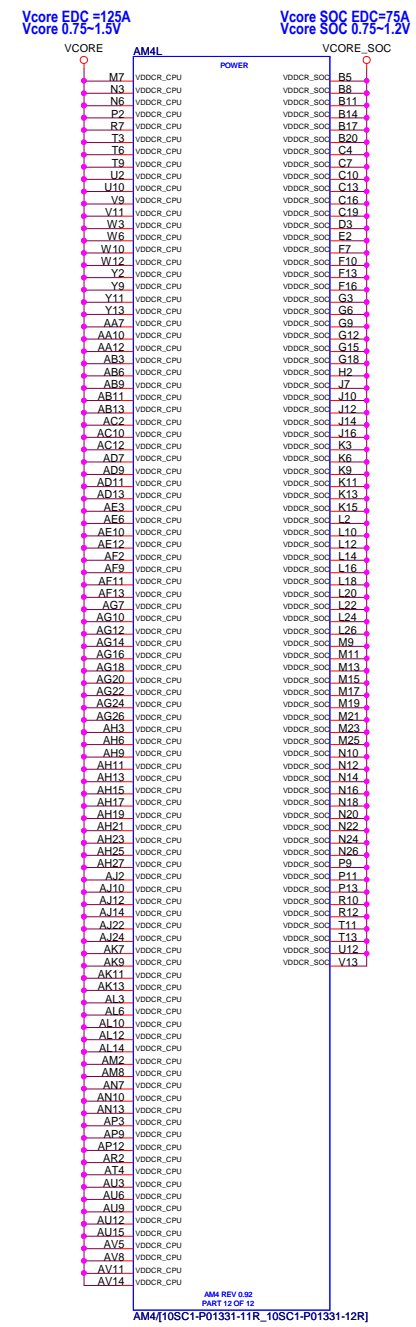 Vcore EDC =125A
Vcore 0.75~1.5V
Vcore SOC EDC=75A
Vcore SOC 0.75~1.2V
VCORE
AM4L
VCORE_SOC
POWER
M7 VDDCR_CPU VDDCR_SOC B5
N3 VDDCR_CPU VDDCR_SOC B8
N6 VDDCR_CPU VDDCR_SOC B11
P2 VDDCR_CPU VDDCR_SOC B14
R7 VDDCR_CPU VDDCR_SOC B17
T3 VDDCR_CPU VDDCR_SOC B20
T6 VDDCR_CPU VDDCR_SOC C4
T9 VDDCR_CPU VDDCR_SOC C7
U2 VDDCR_CPU VDDCR_SOC C10
U10 VDDCR_CPU VDDCR_SOC C13
V9 VDDCR_CPU VDDCR_SOC C16
V11 VDDCR_CPU VDDCR_SOC C19
W3 VDDCR_CPU VDDCR_SOC D3
W6 VDDCR_CPU VDDCR_SOC E2
W10 VDDCR_CPU VDDCR_SOC F7
W12 VDDCR_CPU VDDCR_SOC F10
Y2 VDDCR_CPU VDDCR_SOC F13
Y9 VDDCR_CPU VDDCR_SOC F16
Y11 VDDCR_CPU VDDCR_SOC G3
Y13 VDDCR_CPU VDDCR_SOC G6
AA7 VDDCR_CPU VDDCR_SOC G9
AA10 VDDCR_CPU VDDCR_SOC G12
AA12 VDDCR_CPU VDDCR_SOC G15
AB3 VDDCR_CPU VDDCR_SOC G18
AB6 VDDCR_CPU VDDCR_SOC H2
AB9 VDDCR_CPU VDDCR_SOC J7
AB11 VDDCR_CPU VDDCR_SOC J10
AB13 VDDCR_CPU VDDCR_SOC J12
AC2 VDDCR_CPU VDDCR_SOC J14
AC10 VDDCR_CPU VDDCR_SOC J16
AC12 VDDCR_CPU VDDCR_SOC K3
AD7 VDDCR_CPU VDDCR_SOC K6
AD9 VDDCR_CPU VDDCR_SOC K9
AD11 VDDCR_CPU VDDCR_SOC K11
AD13 VDDCR_CPU VDDCR_SOC K13
AE3 VDDCR_CPU VDDCR_SOC K15
AE6 VDDCR_CPU VDDCR_SOC L2
AE10 VDDCR_CPU VDDCR_SOC L10
AE12 VDDCR_CPU VDDCR_SOC L12
AF2 VDDCR_CPU VDDCR_SOC L14
AF9 VDDCR_CPU VDDCR_SOC L16
AF11 VDDCR_CPU VDDCR_SOC L18
AF13 VDDCR_CPU VDDCR_SOC L20
AG7 VDDCR_CPU VDDCR_SOC L22
AG10 VDDCR_CPU VDDCR_SOC L24
AG12 VDDCR_CPU VDDCR_SOC L26
AG14 VDDCR_CPU VDDCR_SOC M9
AG16 VDDCR_CPU VDDCR_SOC M11
AG18 VDDCR_CPU VDDCR_SOC M13
AG20 VDDCR_CPU VDDCR_SOC M15
AG22 VDDCR_CPU VDDCR_SOC M17
AG24 VDDCR_CPU VDDCR_SOC M19
AG26 VDDCR_CPU VDDCR_SOC M21
AH3 VDDCR_CPU VDDCR_SOC M23
AH6 VDDCR_CPU VDDCR_SOC M25
AH9 VDDCR_CPU VDDCR_SOC N10
AH11 VDDCR_CPU VDDCR_SOC N12
AH13 VDDCR_CPU VDDCR_SOC N14
AH15 VDDCR_CPU VDDCR_SOC N16
AH17 VDDCR_CPU VDDCR_SOC N18
AH19 VDDCR_CPU VDDCR_SOC N20
AH21 VDDCR_CPU VDDCR_SOC N22
AH23 VDDCR_CPU VDDCR_SOC N24
AH25 VDDCR_CPU VDDCR_SOC N26
AH27 VDDCR_CPU VDDCR_SOC P9
AJ2 VDDCR_CPU VDDCR_SOC P11
AJ10 VDDCR_CPU VDDCR_SOC P13
AJ12 VDDCR_CPU VDDCR_SOC R10
AJ14 VDDCR_CPU VDDCR_SOC R12
AJ22 VDDCR_CPU VDDCR_SOC T11
AJ24 VDDCR_CPU VDDCR_SOC T13
AK7 VDDCR_CPU VDDCR_SOC U12
AK9 VDDCR_CPU VDDCR_SOC V13
AK11 VDDCR_CPU
AK13 VDDCR_CPU
AL3 VDDCR_CPU
AL6 VDDCR_CPU
AL10 VDDCR_CPU
AL12 VDDCR_CPU
AL14 VDDCR_CPU
AM2 VDDCR_CPU
AM8 VDDCR_CPU
AN7 VDDCR_CPU
AN10 VDDCR_CPU
AN13 VDDCR_CPU
AP3 VDDCR_CPU
AP9 VDDCR_CPU
AP12 VDDCR_CPU
AR2 VDDCR_CPU
AT4 VDDCR_CPU
AU3 VDDCR_CPU
AU6 VDDCR_CPU
AU9 VDDCR_CPU
AU12 VDDCR_CPU
AU15 VDDCR_CPU
AV5 VDDCR_CPU
AV8 VDDCR_CPU
AV11 VDDCR_CPU
AV14 VDDCR_CPU
AM4 REV 0.92
PART 12 OF 12
AM4/[10SC1-P01331-11R_10SC1-P01331-12R]